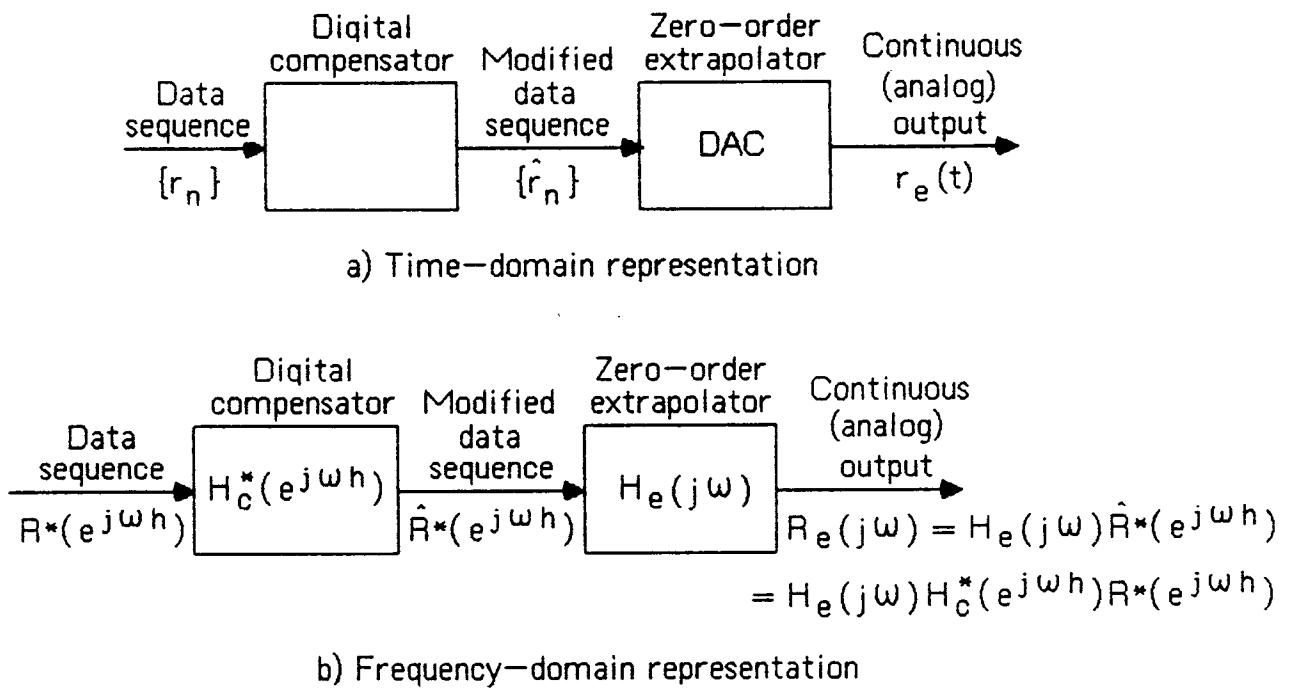 Digital
compensator
Zero—order
extrapolator
Modified
data
sequence
Continuous
(analog)
output
Data
sequence
DAC
{r_n}
{r̂_n}
r_e(t)
a) Time—domain representation
Digital
compensator
Zero—order
extrapolator
Modified
data
sequence
Continuous
(analog)
output
Data
sequence
H_c^*(e^{jωh})
H_e(jω)
R*(e^{jωh})
R̂*(e^{jωh})
R_e(jω) = H_e(jω)R̂*(e^{jωh})
= H_e(jω)H_c^*(e^{jωh})R*(e^{jωh})
b) Frequency—domain representation